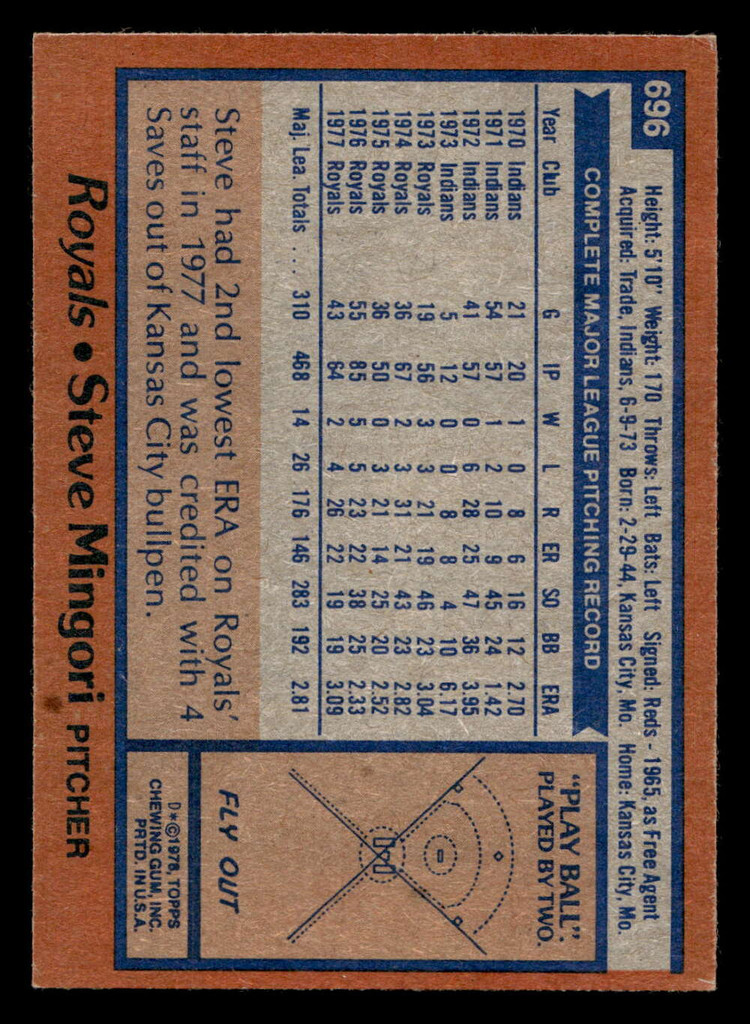 696
Height: 5'10" Weight: 170 Throws: Left Bats: Left Signed: Reds - 1965, as Free Agent
Acquired: Trade, Indians, 6-9-73 Born: 2-29-44, Kansas City, Mo. Home: Kansas City, Mo.
COMPLETE MAJOR LEAGUE PITCHING RECORD
Year Club G IP W L R ER SO BB ERA
1970 Indians 21 20 1 0 8 6 16 12 2.70
1971 Indians 54 57 1 2 10 9 45 24 1.42
1972 Indians 41 57 0 6 28 25 47 36 3.95
1973 Indians 5 12 0 0 8 8 4 10 6.17
1973 Royals 19 56 3 3 21 19 46 23 3.04
1974 Royals 36 67 2 3 31 21 43 23 2.82
1975 Royals 36 50 0 3 21 14 25 20 2.52
1976 Royals 55 85 5 5 23 22 38 25 2.33
1977 Royals 43 64 2 4 26 22 19 19 3.09
Maj. Lea. Totals .... 310 468 14 26 176 146 283 192 2.81
Steve had 2nd lowest ERA on Royals'
staff in 1977 and was credited with 4
Saves out of Kansas City bullpen.
"PLAY BALL"
PLAYED BY TWO.
FLY OUT
D*©1978, TOPPS
CHEWING GUM, INC.
PRTD. IN U.S.A.
Royals • Steve Mingori PITCHER